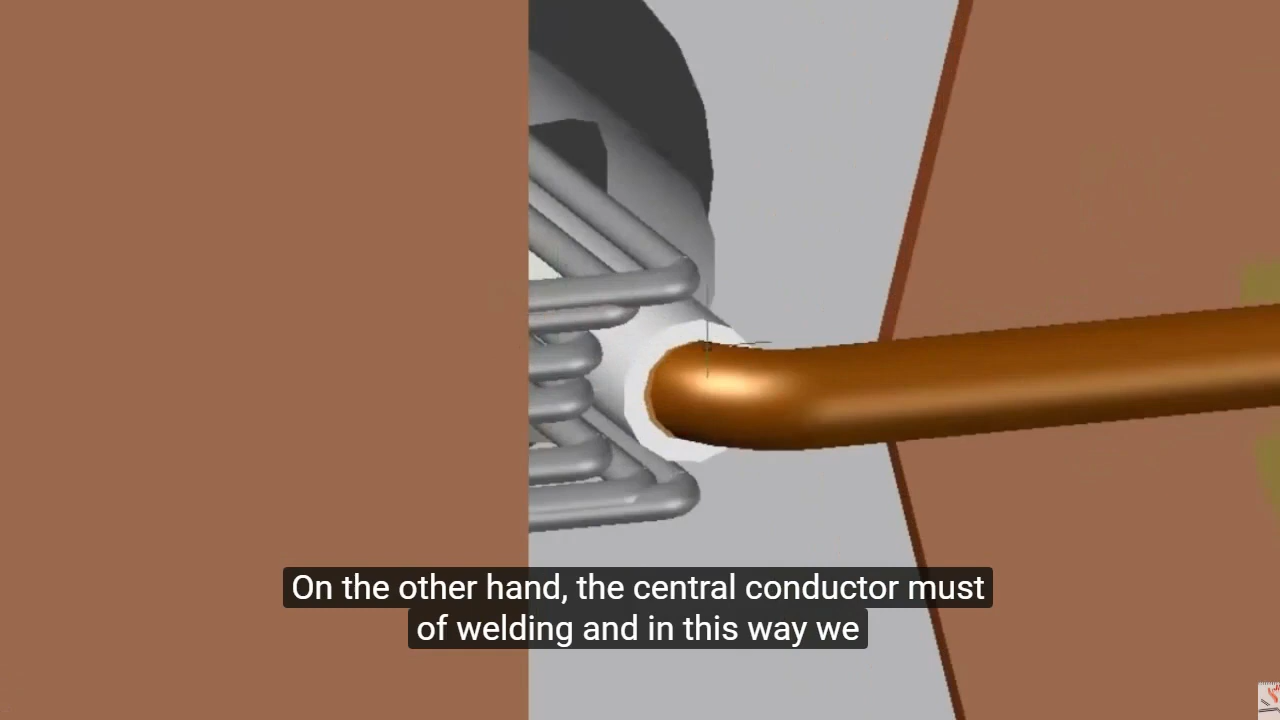 On the other hand, the central conductor must
of welding and in this way we